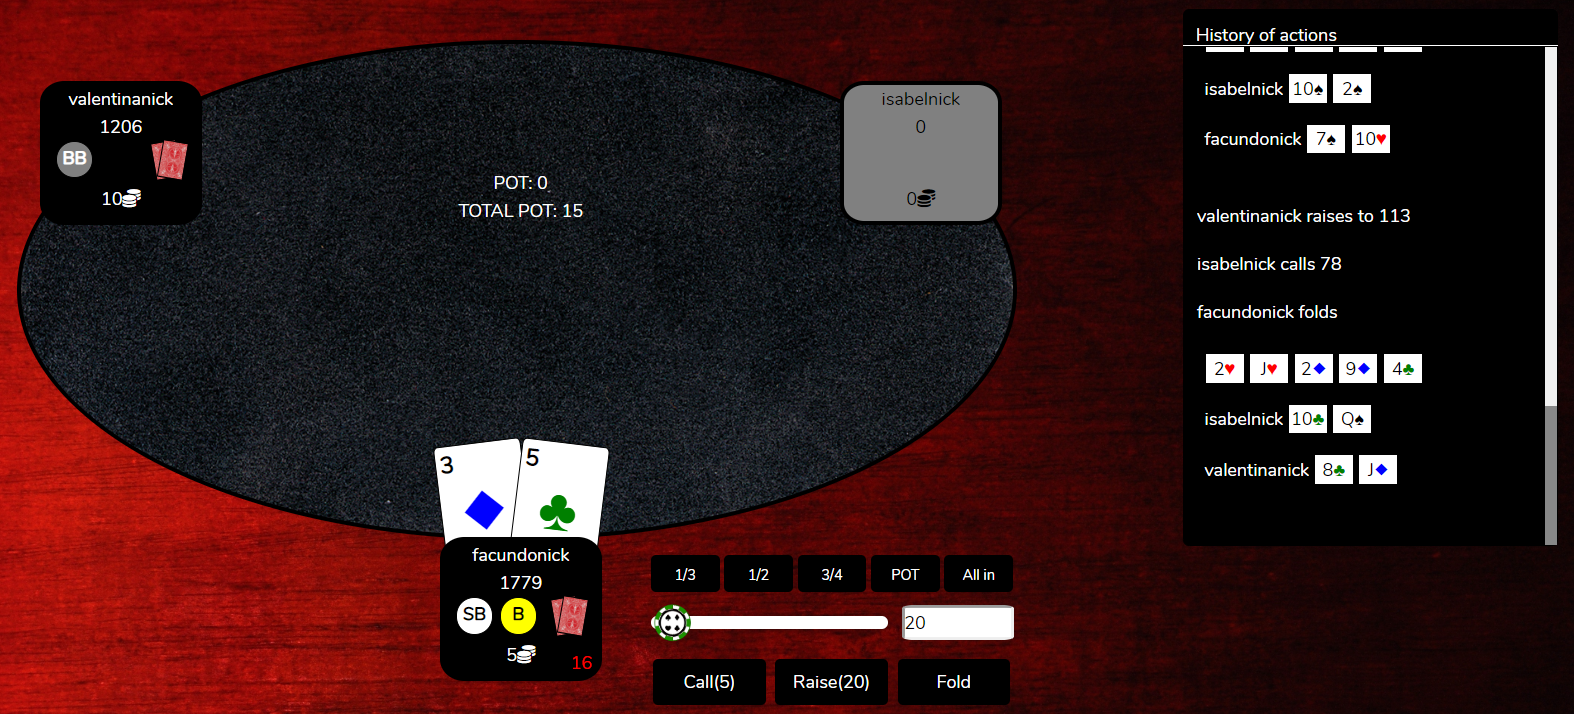 valentinanick
1206
BB
10
isabelnick
0
0
POT: 0
TOTAL POT: 15
3
5
facundonick
1779
SB B
5
16
1/3 1/2 3/4 POT All in
20
Call(5) Raise(20) Fold
History of actions
isabelnick 10♠ 2♠
facundonick 7♠ 10♥
valentinanick raises to 113
isabelnick calls 78
facundonick folds
2♥ J♥ 2♦ 9♦ 4♣
isabelnick 10♣ Q♠
valentinanick 8♣ J♦